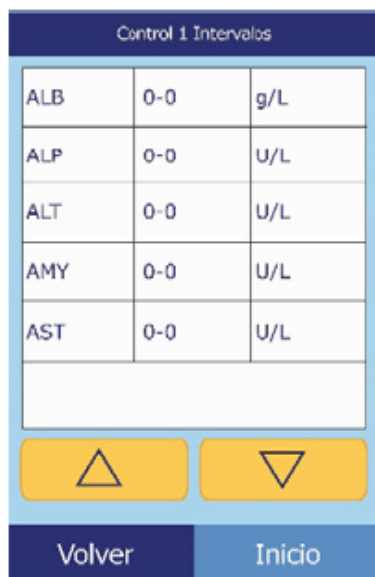 Control 1 Intervalos
ALB 0-0 g/L
ALP 0-0 U/L
ALT 0-0 U/L
AMY 0-0 U/L
AST 0-0 U/L
Volver Inicio